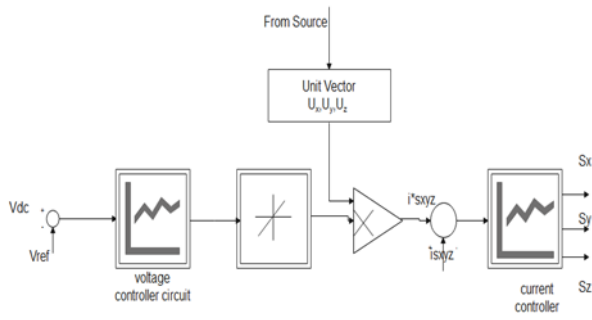 From Source
Unit Vector
Ux,Uy,Uz
Vdc
+
-
Vref
voltage
controller circuit
i*sxyz
*isxyz
current
controller
Sx
Sy
Sz